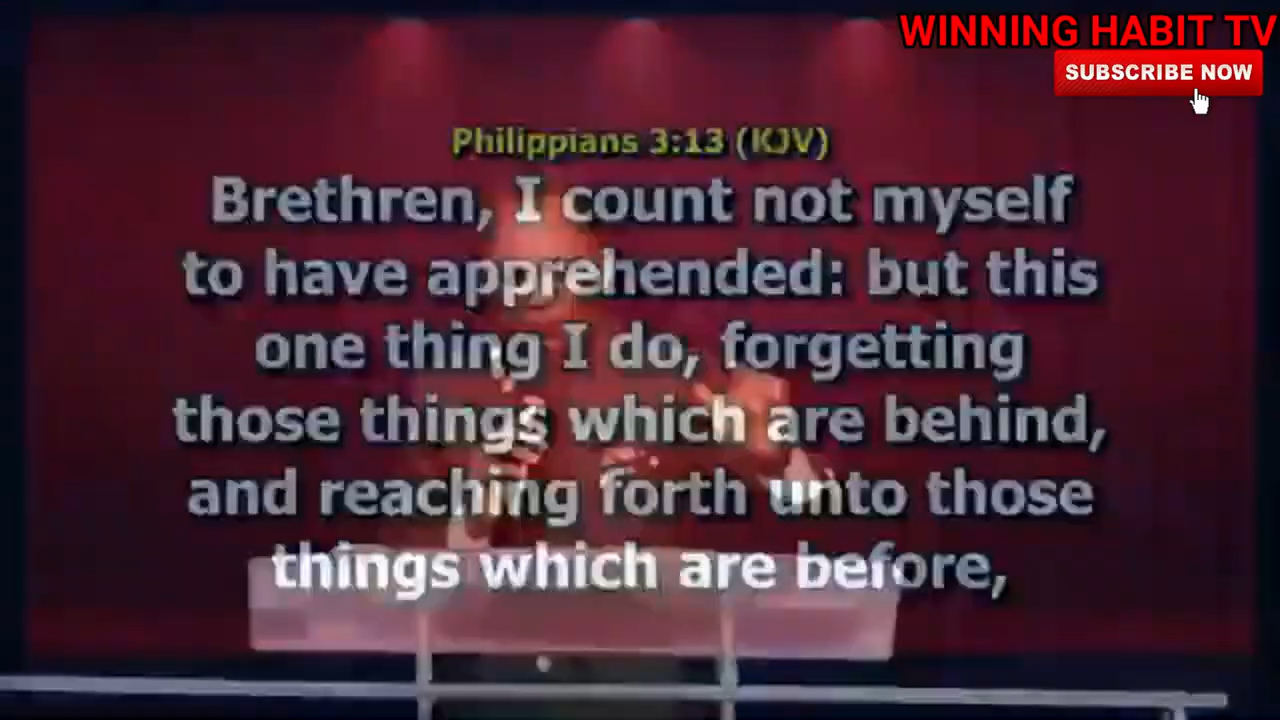 WINNING HABIT TV
SUBSCRIBE NOW
Philippians 3:13 (KJV)
Brethren, I count not myself
to have apprehended: but this
one thing I do, forgetting
those things which are behind,
and reaching forth unto those
things which are before,